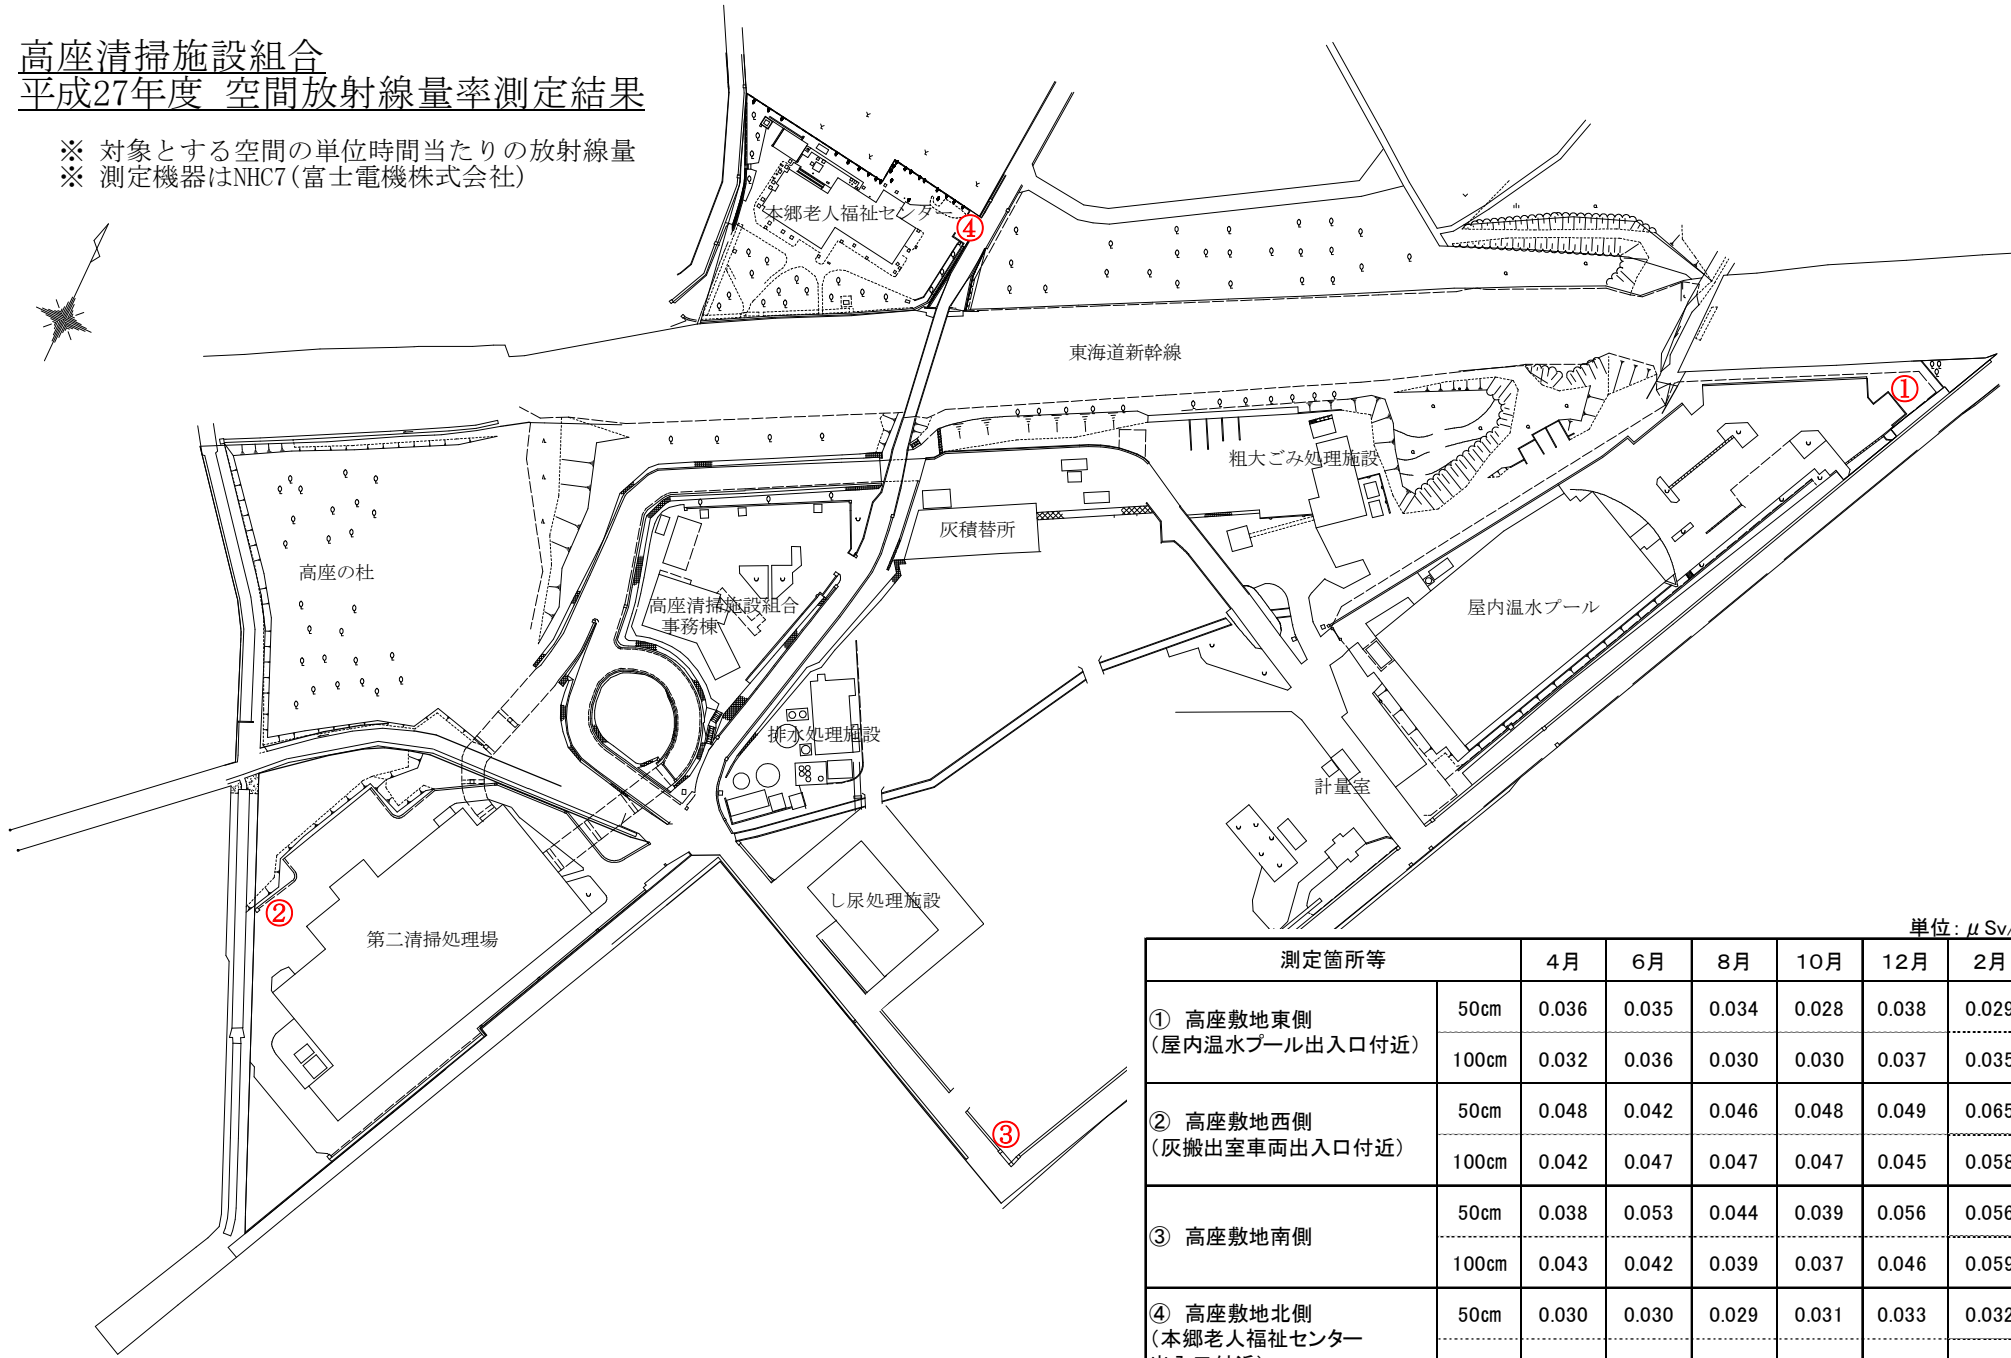 高座清掃施設組合
平成27年度 空間放射線量率測定結果
※ 対象とする空間の単位時間当たりの放射線量
※ 測定機器はNHC7(富士電機株式会社)
本郷老人福祉センター
④
東海道新幹線
①
粗大ごみ処理施設
灰積替所
高座の杜
高座清掃施設組合
事務棟
屋内温水プール
排水処理施設
計量室
し尿処理施設
②
第二清掃処理場
③
単位：μSv/
測定箇所等 4月 6月 8月 10月 12月 2月
① 高座敷地東側
（屋内温水プール出入口付近）
50cm 0.036 0.035 0.034 0.028 0.038 0.029
100cm 0.032 0.036 0.030 0.030 0.037 0.035
② 高座敷地西側
（灰搬出室車両出入口付近）
50cm 0.048 0.042 0.046 0.048 0.049 0.065
100cm 0.042 0.047 0.047 0.047 0.045 0.058
③ 高座敷地南側
50cm 0.038 0.053 0.044 0.039 0.056 0.056
100cm 0.043 0.042 0.039 0.037 0.046 0.059
④ 高座敷地北側
（本郷老人福祉センター
50cm 0.030 0.030 0.029 0.031 0.033 0.032